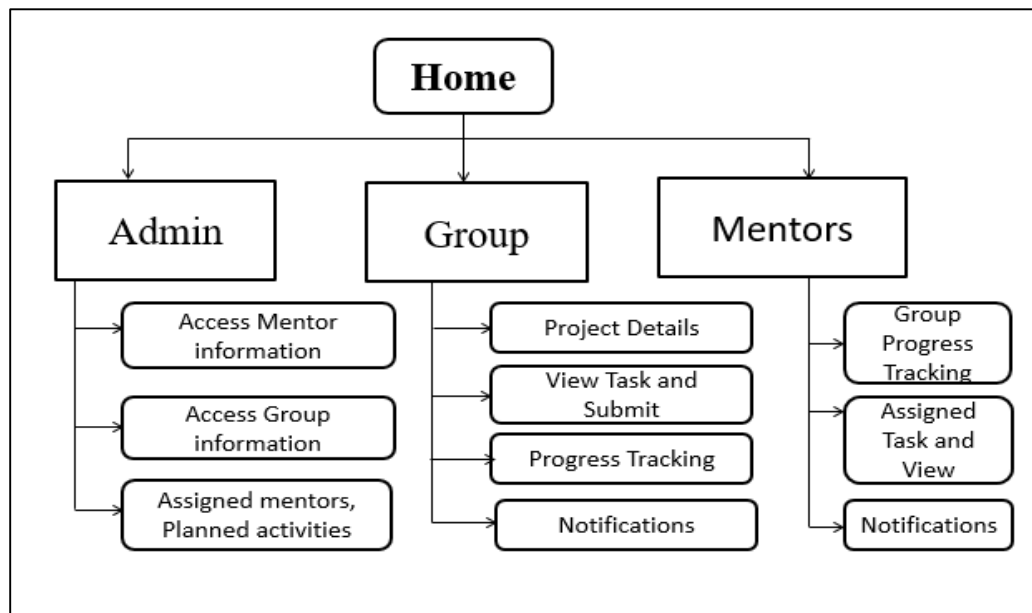 Home
Admin
Group
Mentors
Access Mentor
information
Access Group
information
Assigned mentors,
Planned activities
Project Details
View Task and
Submit
Progress Tracking
Notifications
Group
Progress
Tracking
Assigned
Task and
View
Notifications